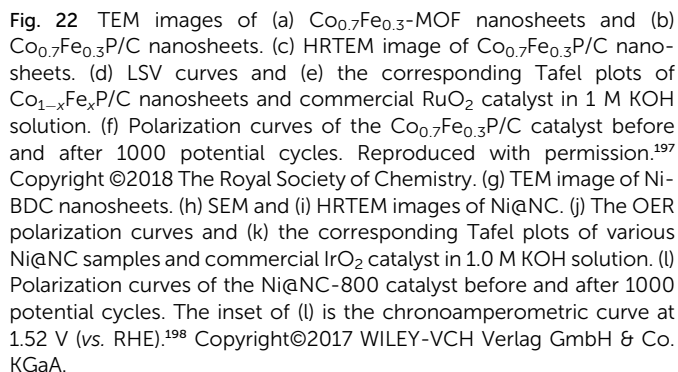 Fig. 22 TEM images of (a) Co₀.₇Fe₀.₃-MOF nanosheets and (b)
Co₀.₇Fe₀.₃P/C nanosheets. (c) HRTEM image of Co₀.₇Fe₀.₃P/C nano-
sheets. (d) LSV curves and (e) the corresponding Tafel plots of
Co₁₋ₓFeₓP/C nanosheets and commercial RuO₂ catalyst in 1 M KOH
solution. (f) Polarization curves of the Co₀.₇Fe₀.₃P/C catalyst before
and after 1000 potential cycles. Reproduced with permission.¹⁹⁷
Copyright ©2018 The Royal Society of Chemistry. (g) TEM image of Ni-
BDC nanosheets. (h) SEM and (i) HRTEM images of Ni@NC. (j) The OER
polarization curves and (k) the corresponding Tafel plots of various
Ni@NC samples and commercial IrO₂ catalyst in 1.0 M KOH solution. (l)
Polarization curves of the Ni@NC-800 catalyst before and after 1000
potential cycles. The inset of (l) is the chronoamperometric curve at
1.52 V (vs. RHE).¹⁹⁸ Copyright©2017 WILEY-VCH Verlag GmbH & Co.
KGaA.